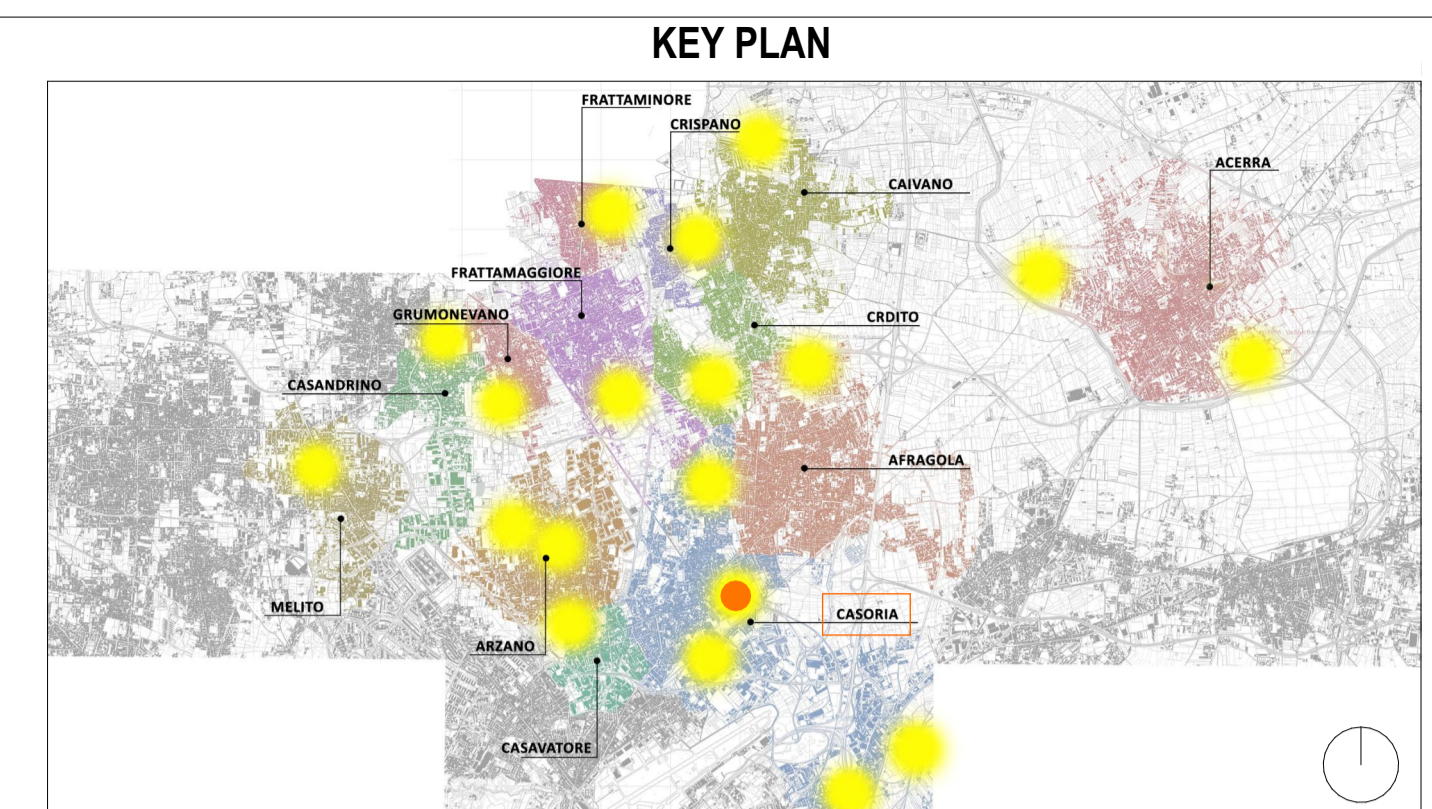 KEY PLAN
FRATTAMINORE
CRISPANO
ACERRA
CAIVANO
FRATTAMAGGIORE
GRUMONEVANO
CRDITO
CASANDRINO
AFRAGOLA
MELITO
CASORIA
ARZANO
CASAVATORE